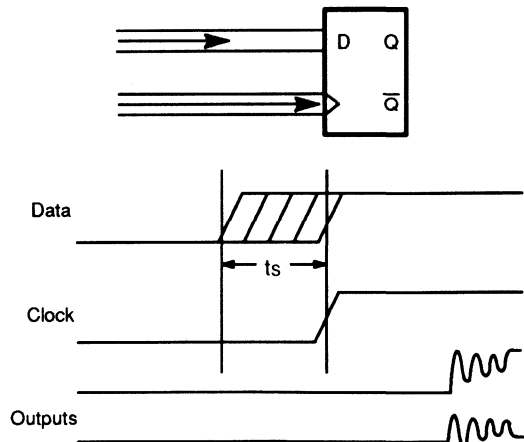 D Q
Q
Data
ts
Clock
Outputs